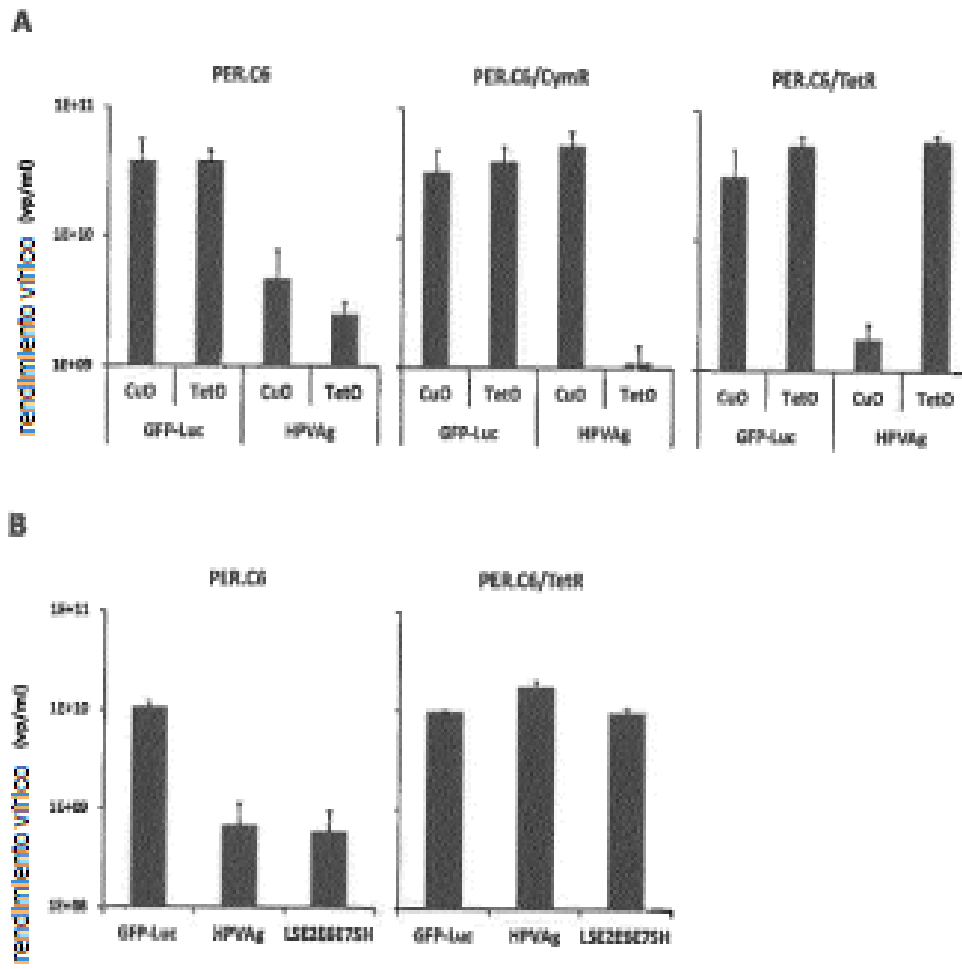 A
PER.C6
PER.C6/CymR
PER.C6/TetR
rendimiento vírico (vp/ml)
1E+11
1E+10
1E+09
CuO TetO CuO TetO
GFP-Luc HPVAg
CuO TetO CuO TetO
GFP-Luc HPVAg
CuO TetO CuO TetO
GFP-Luc HPVAg
B
PER.C6
PER.C6/TetR
rendimiento vírico (vp/ml)
1E+11
1E+10
1E+09
1E+08
GFP-Luc HPVAg LSE2E6E7SH
GFP-Luc HPVAg LSE2E6E7SH